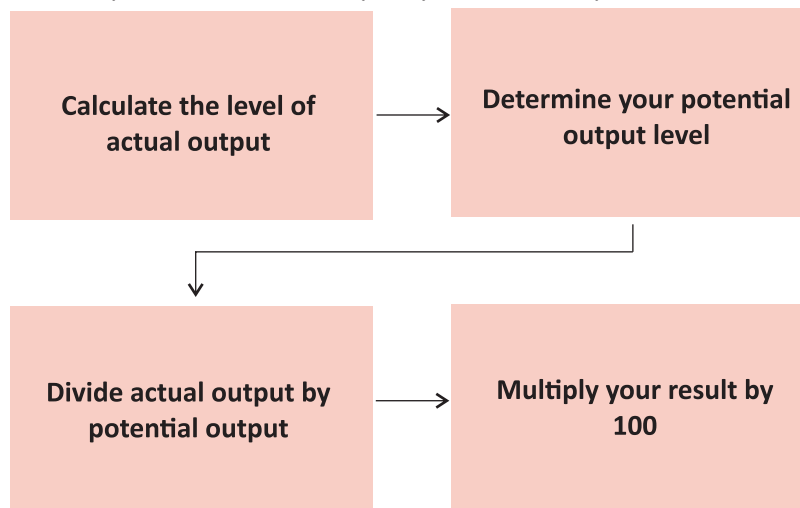 Calculate the level of
actual output
Determine your potential
output level
Divide actual output by
potential output
Multiply your result by
100